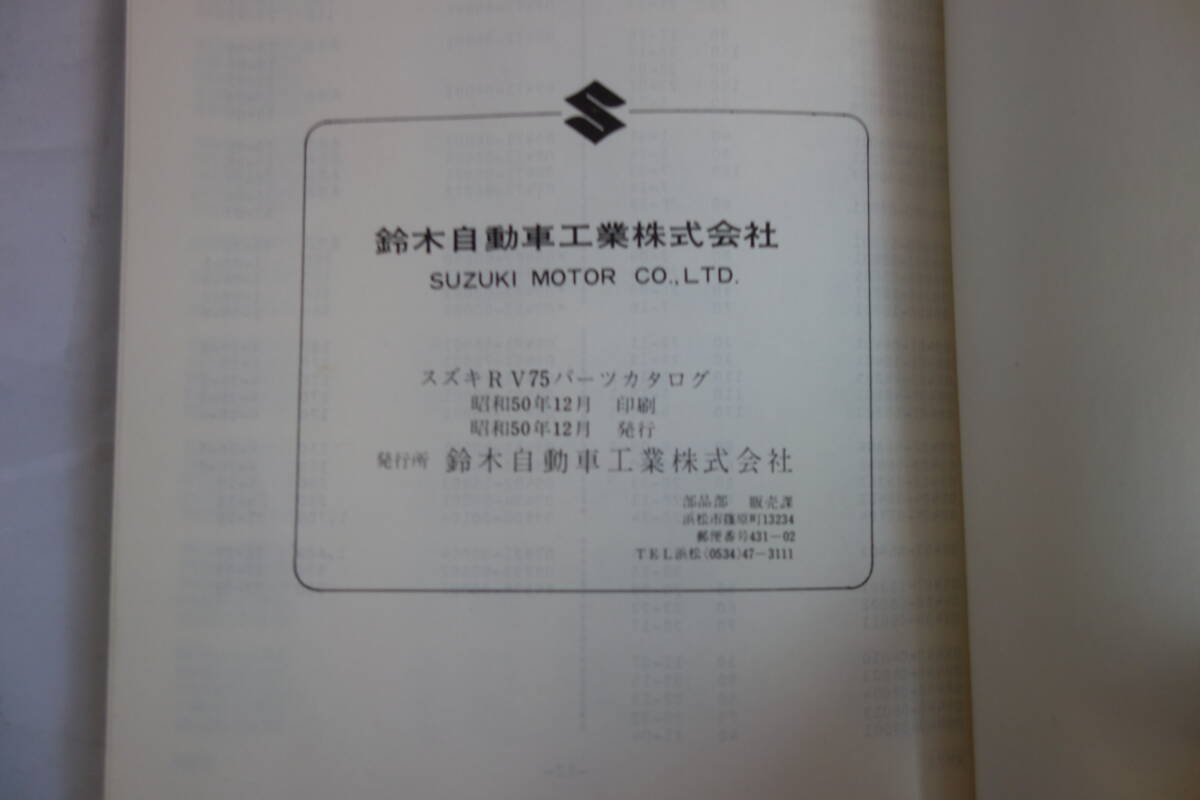 鈴木自動車工業株式会社
SUZUKI MOTOR CO.,LTD.
スズキRV75パーツカタログ
昭和50年12月 印刷
昭和50年12月 発行
発行所 鈴木自動車工業株式会社
部品部 販売課
浜松市篠原町13234
郵便番号431-02
TEL浜松(0534)47-3111